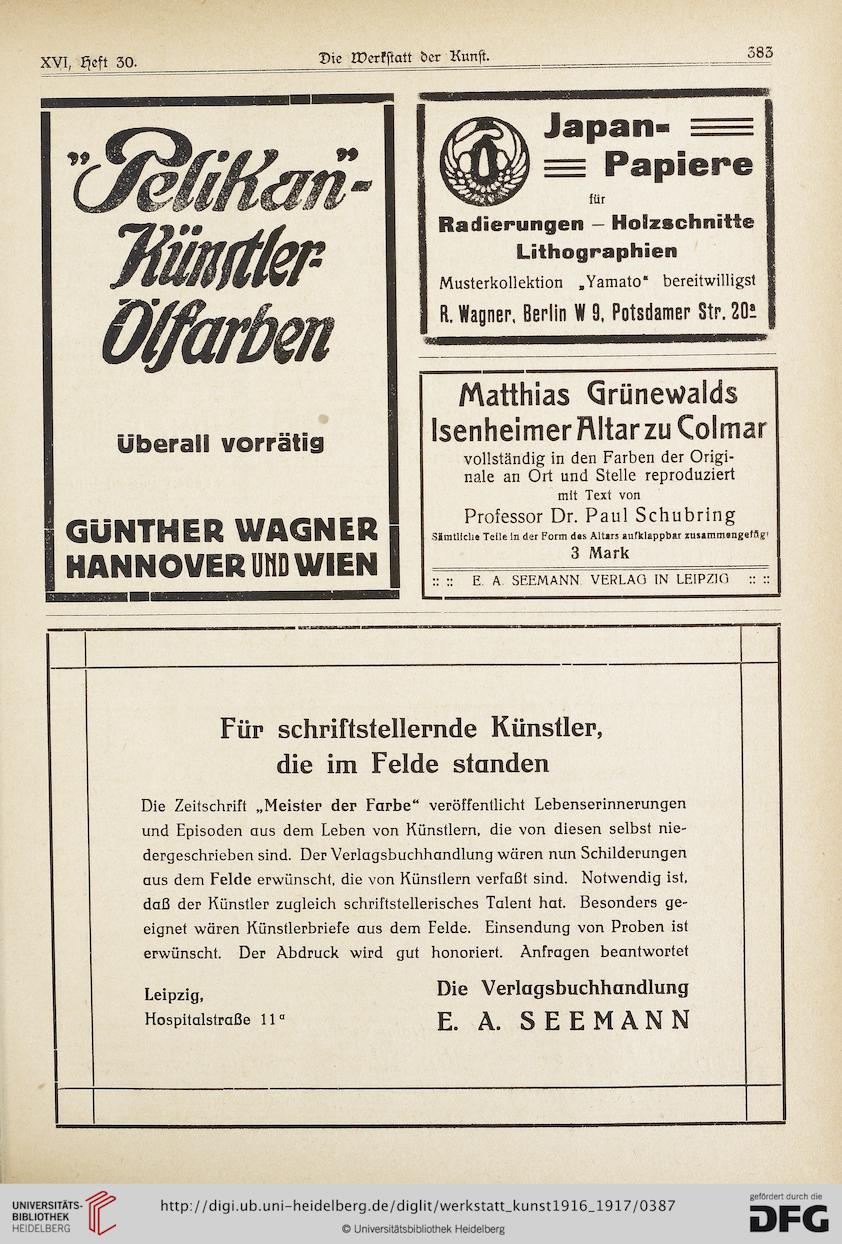 XVI, Heft 30.
Die Werkstatt der Kunst.
383
"Pelikan"-
Künstler-
Ölfarben
Überall vorrätig
GÜNTHER WAGNER
HANNOVER UND WIEN
Japan-
Papiere
für
Radierungen — Holzschnitte
Lithographien
Musterkollektion „Yamato“ bereitwilligst
R. Wagner, Berlin W 9, Potsdamer Str. 20a
Matthias Grünewalds
Isenheimer Altar zu Colmar
vollständig in den Farben der Origi-
nale an Ort und Stelle reproduziert
mit Text von
Professor Dr. Paul Schubring
Sämtliche Teile in der Form des Altars aufklappbar zusammengefügt
3 Mark
:: :: E. A. SEEMANN, VERLAG IN LEIPZIG :: ::
Für schriftstellernde Künstler,
die im Felde standen
Die Zeitschrift „Meister der Farbe“ veröffentlicht Lebenserinnerungen
und Episoden aus dem Leben von Künstlern, die von diesen selbst nie-
dergeschrieben sind. Der Verlagsbuchhandlung wären nun Schilderungen
aus dem Felde erwünscht, die von Künstlern verfaßt sind. Notwendig ist,
daß der Künstler zugleich schriftstellerisches Talent hat. Besonders ge-
eignet wären Künstlerbriefe aus dem Felde. Einsendung von Proben ist
erwünscht. Der Abdruck wird gut honoriert. Anfragen beantwortet
Leipzig,
Hospitalstraße 11a
Die Verlagsbuchhandlung
E. A. SEEMANN
UNIVERSITÄTS-
BIBLIOTHEK
HEIDELBERG
http://digi.ub.uni-heidelberg.de/diglit/werkstatt_kunst1916_1917/0387
© Universitätsbibliothek Heidelberg
gefördert durch die
DFG